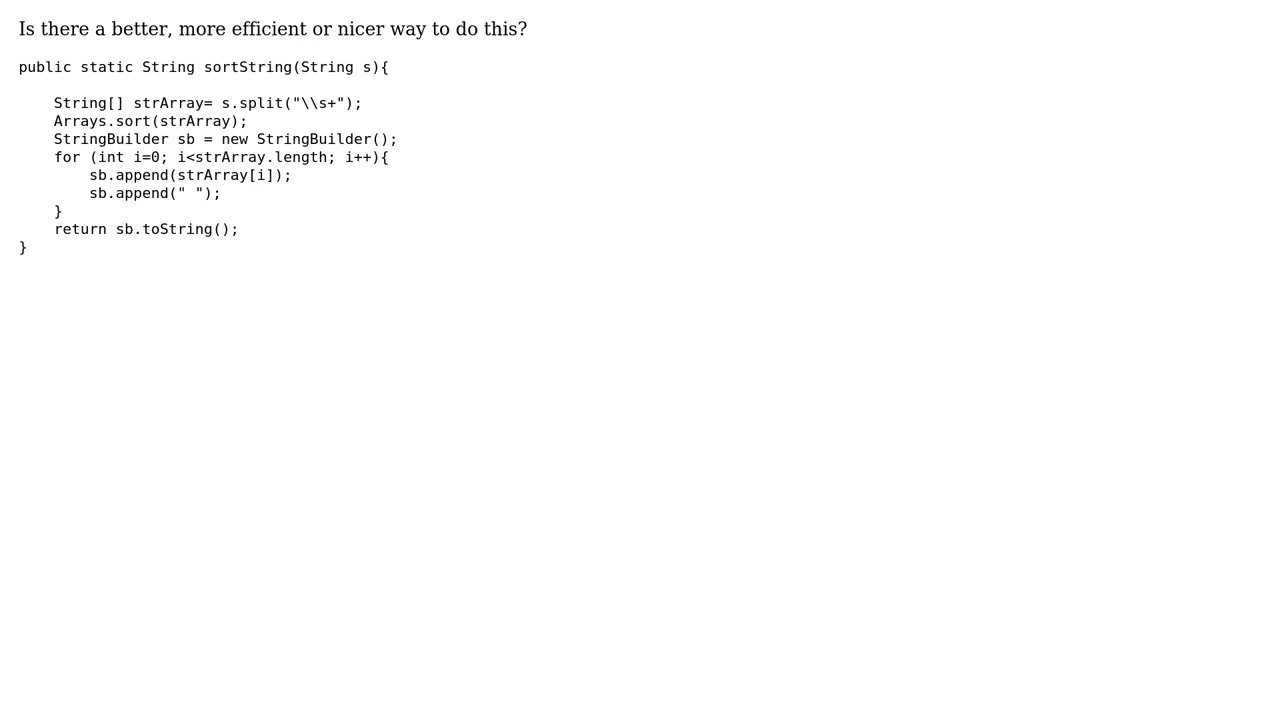 Is there a better, more efficient or nicer way to do this?
public static String sortString(String s){

    String[] strArray= s.split("\\s+");
    Arrays.sort(strArray);
    StringBuilder sb = new StringBuilder();
    for (int i=0; i<strArray.length; i++){
        sb.append(strArray[i]);
        sb.append(" ");
    }
    return sb.toString();
}